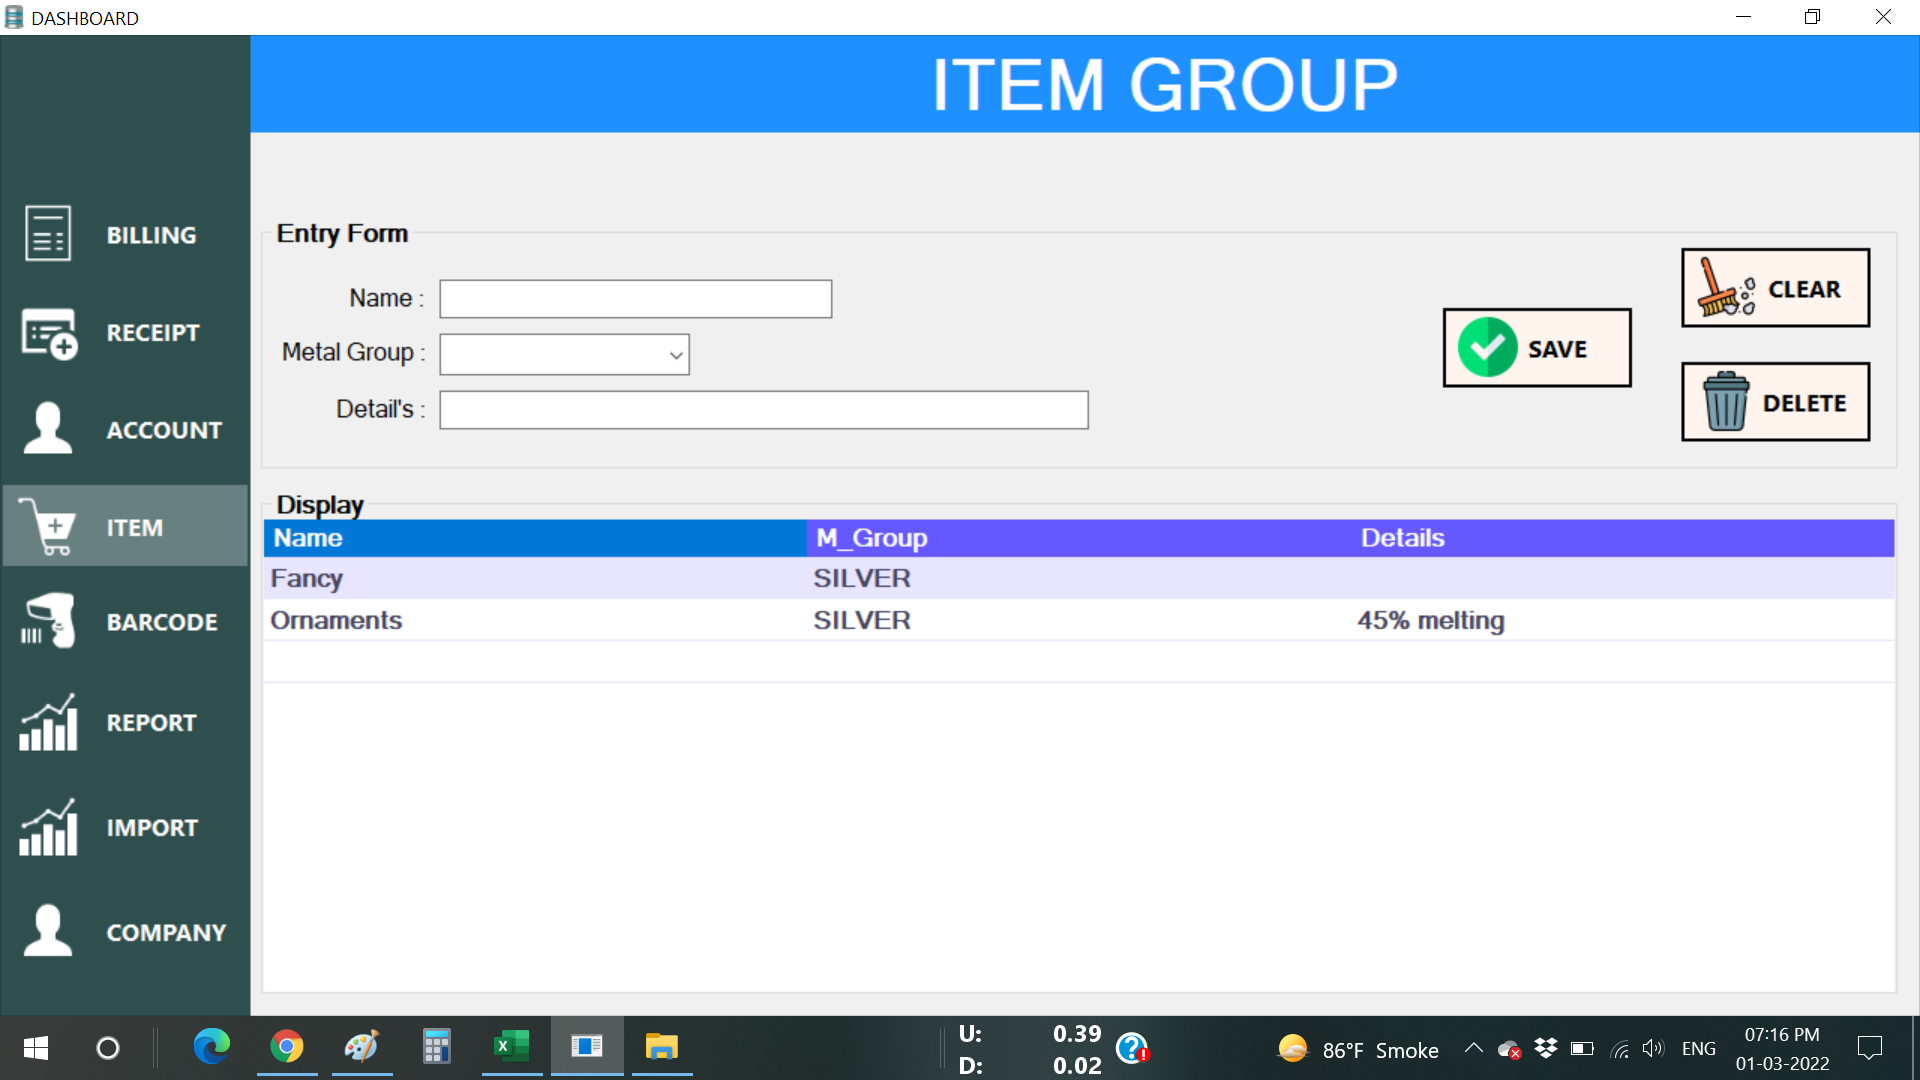 DASHBOARD
ITEM GROUP
BILLING
RECEIPT
ACCOUNT
ITEM
BARCODE
REPORT
IMPORT
COMPANY
Entry Form
Name :
Metal Group :
Detail's :
SAVE
CLEAR
DELETE
Display
Name M_Group Details
Fancy SILVER
Ornaments SILVER 45% melting
U: 0.39
D: 0.02
86°F Smoke
ENG
07:16 PM
01-03-2022